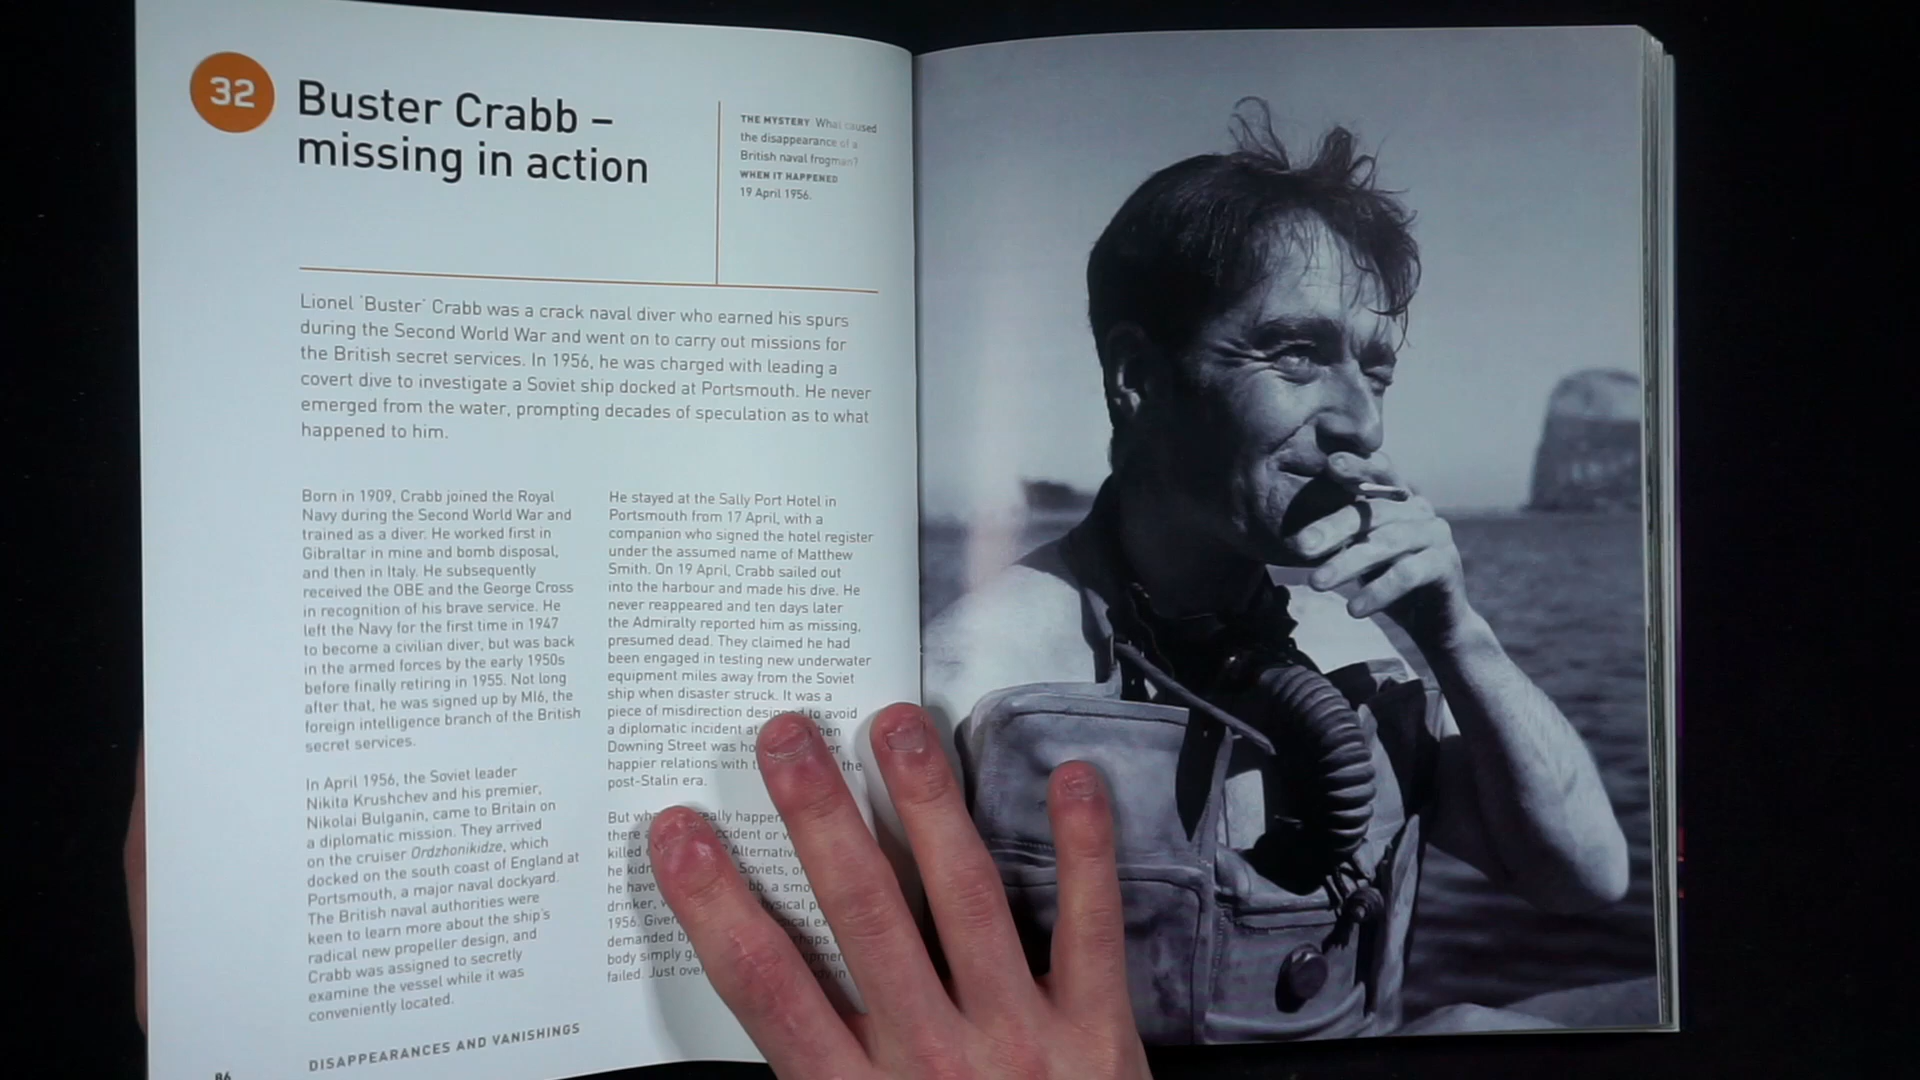 32
Buster Crabb –
missing in action
THE MYSTERY What caused
the disappearance of a
British naval frogman?
WHEN IT HAPPENED
19 April 1956.
Lionel 'Buster' Crabb was a crack naval diver who earned his spurs
during the Second World War and went on to carry out missions for
the British secret services. In 1956, he was charged with leading a
covert dive to investigate a Soviet ship docked at Portsmouth. He never
emerged from the water, prompting decades of speculation as to what
happened to him.
Born in 1909, Crabb joined the Royal
Navy during the Second World War and
trained as a diver. He worked first in
Gibraltar in mine and bomb disposal,
and then in Italy. He subsequently
received the OBE and the George Cross
in recognition of his brave service. He
left the Navy for the first time in 1947
to become a civilian diver, but was back
in the armed forces by the early 1950s
before finally retiring in 1955. Not long
after that, he was signed up by MI6, the
foreign intelligence branch of the British
secret services.
In April 1956, the Soviet leader
Nikita Krushchev and his premier,
Nikolai Bulganin, came to Britain on
a diplomatic mission. They arrived
on the cruiser Ordzhonikidze, which
docked on the south coast of England at
Portsmouth, a major naval dockyard.
The British naval authorities were
keen to learn more about the ship's
radical new propeller design, and
Crabb was assigned to secretly
examine the vessel while it was
conveniently located.
He stayed at the Sally Port Hotel in
Portsmouth from 17 April, with a
companion who signed the hotel register
under the assumed name of Matthew
Smith. On 19 April, Crabb sailed out
into the harbour and made his dive. He
never reappeared and ten days later
the Admiralty reported him as missing,
presumed dead. They claimed he had
been engaged in testing new underwater
equipment miles away from the Soviet
ship when disaster struck. It was a
piece of misdirection designed to avoid
a diplomatic incident at
Downing Street was
happier relations with the
post-Stalin era.
But really
there
killed Alternative
he Soviets,
he have a
drinker,
1956.
demanded
body simply
failed. Just
DISAPPEARANCES AND VANISHINGS
86